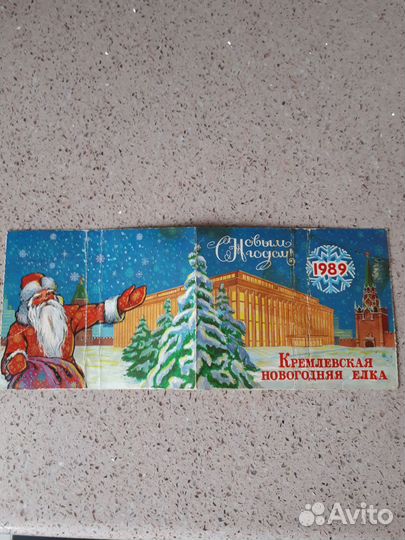 С Новым
годом!
1989
Кремлевская
новогодняя елка
Avito